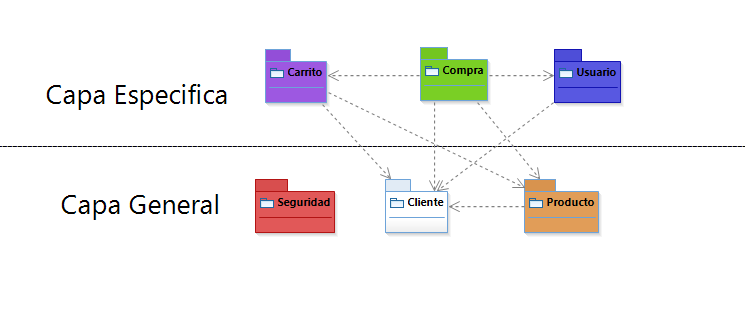 Carrito
Compra
Usuario
Capa Especifica
Capa General
Seguridad
Cliente
Producto